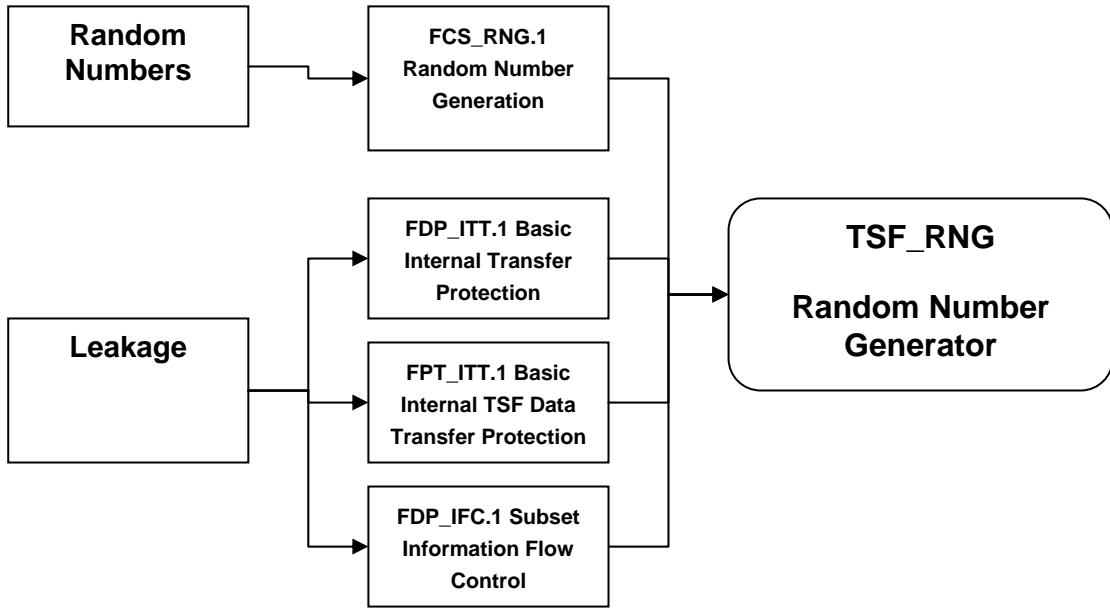 Random
Numbers
FCS_RNG.1
Random Number
Generation
FDP_ITT.1 Basic
Internal Transfer
Protection
Leakage
FPT_ITT.1 Basic
Internal TSF Data
Transfer Protection
FDP_IFC.1 Subset
Information Flow
Control
TSF_RNG
Random Number
Generator